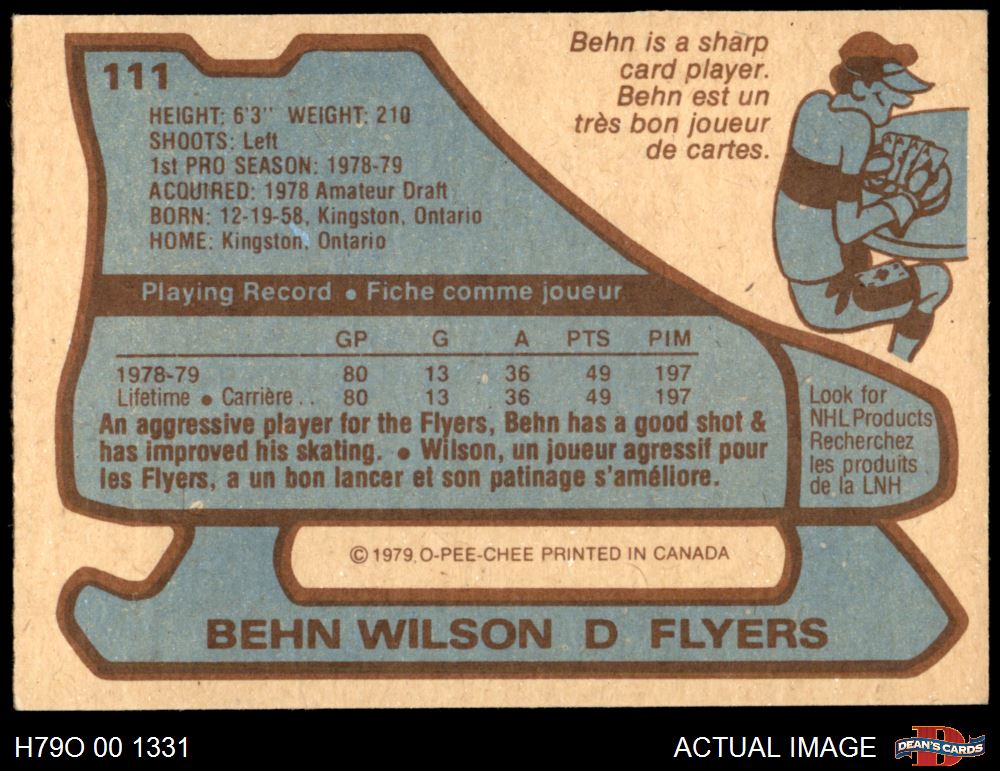 111
HEIGHT: 6'3" WEIGHT: 210
SHOOTS: Left
1st PRO SEASON: 1978-79
ACQUIRED: 1978 Amateur Draft
BORN: 12-19-58, Kingston, Ontario
HOME: Kingston, Ontario
Behn is a sharp
card player.
Behn est un
très bon joueur
de cartes.
Playing Record • Fiche comme joueur
GP G A PTS PIM
1978-79 80 13 36 49 197
Lifetime • Carrière . . 80 13 36 49 197
An aggressive player for the Flyers, Behn has a good shot &
has improved his skating. • Wilson, un joueur agressif pour
les Flyers, a un bon lancer et son patinage s'améliore.
Look for
NHL Products
Recherchez
les produits
de la LNH
© 1979, O-PEE-CHEE PRINTED IN CANADA
BEHN WILSON D FLYERS
H79O 00 1331
ACTUAL IMAGE
D
DEAN'S CARDS